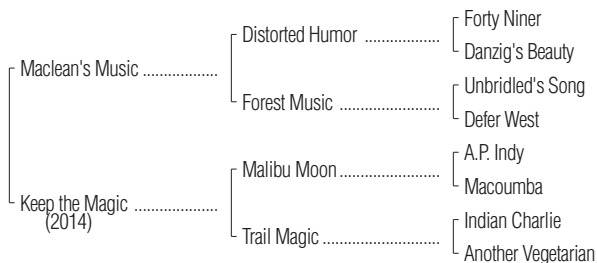 Forty Niner
Distorted Humor ..................
Danzig's Beauty
Maclean's Music ..................
Unbridled's Song
Forest Music ........................
Defer West
A.P. Indy
Malibu Moon ........................
Macoumba
Keep the Magic ....................
(2014)
Indian Charlie
Trail Magic ............................
Another Vegetarian